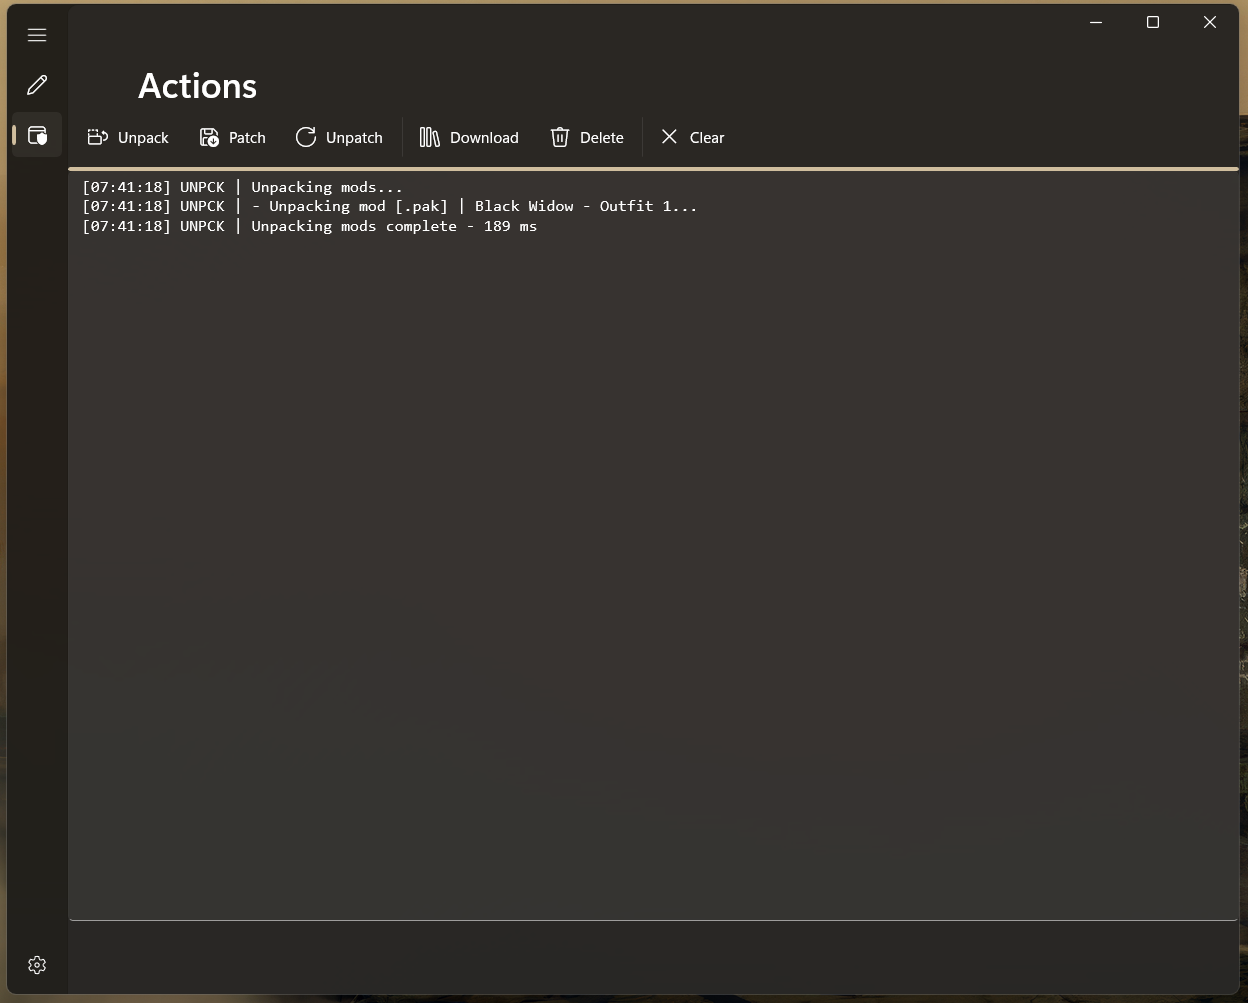 Actions
Unpack Patch Unpatch Download Delete Clear
[07:41:18] UNPCK | Unpacking mods...
[07:41:18] UNPCK | - Unpacking mod [.pak] | Black Widow - Outfit 1...
[07:41:18] UNPCK | Unpacking mods complete - 189 ms